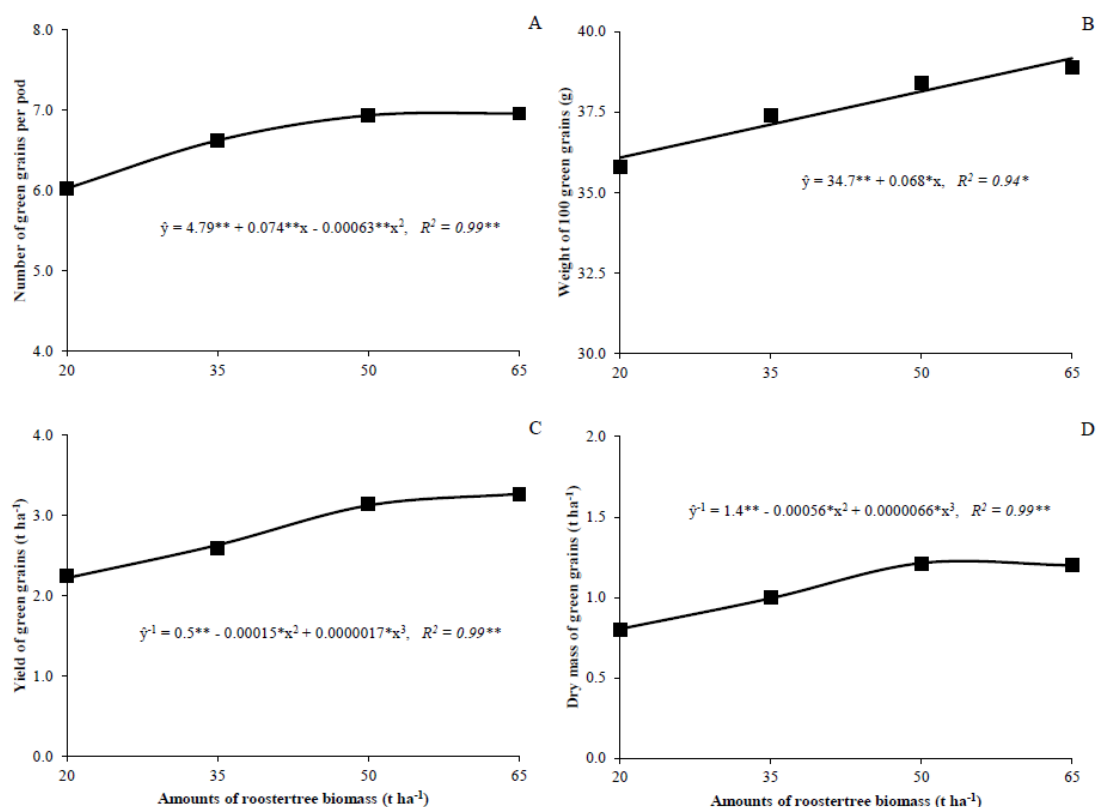 A
Number of green grains per pod
8.0
7.0
6.0
5.0
4.0
ŷ = 4.79** + 0.074**x - 0.00063**x², R² = 0.99**
20 35 50 65
B
Weight of 100 green grains (g)
40.0
37.5
35.0
32.5
30.0
ŷ = 34.7** + 0.068*x, R² = 0.94*
20 35 50 65
C
Yield of green grains (t ha⁻¹)
4.0
3.0
2.0
1.0
0.0
ŷ⁻¹ = 0.5** - 0.00015*x² + 0.0000017*x³, R² = 0.99**
20 35 50 65
Amounts of roostertree biomass (t ha⁻¹)
D
Dry mass of green grains (t ha⁻¹)
2.0
1.5
1.0
0.5
0.0
ŷ⁻¹ = 1.4** - 0.00056*x² + 0.0000066*x³, R² = 0.99**
20 35 50 65
Amounts of roostertree biomass (t ha⁻¹)